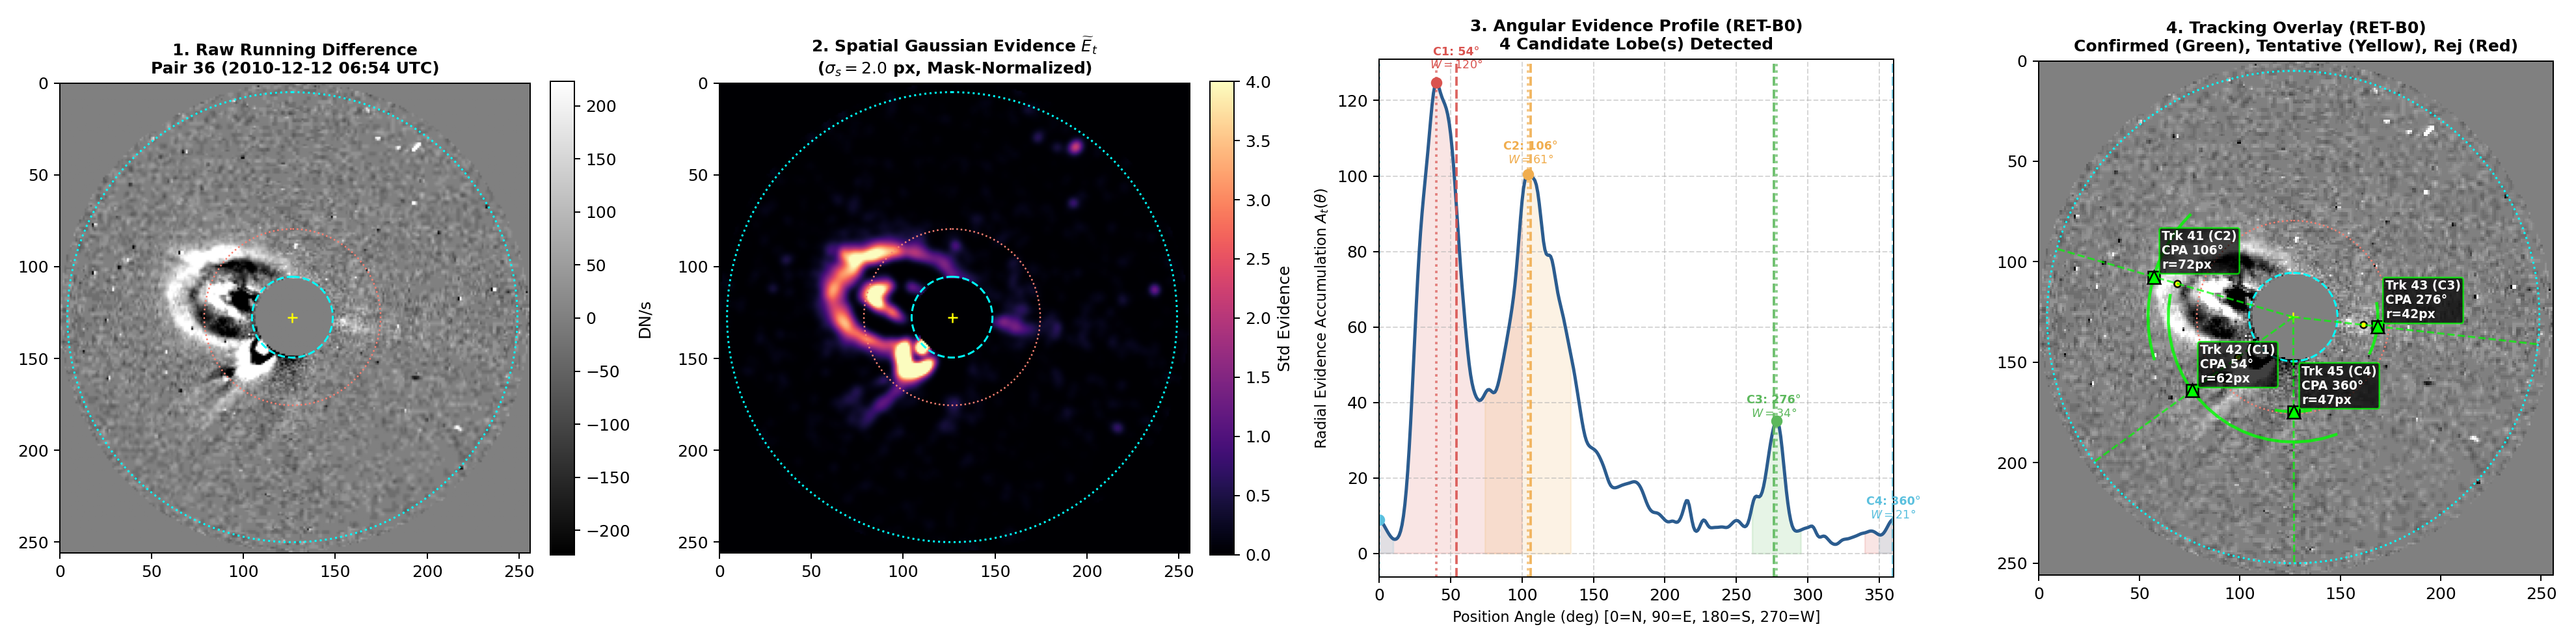 1. Raw Running Difference
Pair 36 (2010-12-12 06:54 UTC)
0
50
100
150
200
250
0
50
100
150
200
250
200
150
100
50
0
−50
−100
−150
−200
DN/s
2. Spatial Gaussian Evidence Ẽ_t
(σ_s = 2.0 px, Mask-Normalized)
0
50
100
150
200
250
0
50
100
150
200
250
4.0
3.5
3.0
2.5
2.0
1.5
1.0
0.5
0.0
Std Evidence
3. Angular Evidence Profile (RET-B0)
4 Candidate Lobe(s) Detected
C1: 54°
W=120°
C2: 106°
W=61°
C3: 276°
W=34°
C4: 360°
W=21°
120
100
80
60
40
20
0
0
50
100
150
200
250
300
350
Radial Evidence Accumulation A_t(θ)
Position Angle (deg) [0=N, 90=E, 180=S, 270=W]
4. Tracking Overlay (RET-B0)
Confirmed (Green), Tentative (Yellow), Rej (Red)
0
50
100
150
200
250
Trk 41 (C2)
CPA 106°
r=72px
Trk 43 (C3)
CPA 276°
r=42px
Trk 42 (C1)
CPA 54°
r=62px
Trk 45 (C4)
CPA 360°
r=47px
0
50
100
150
200
250